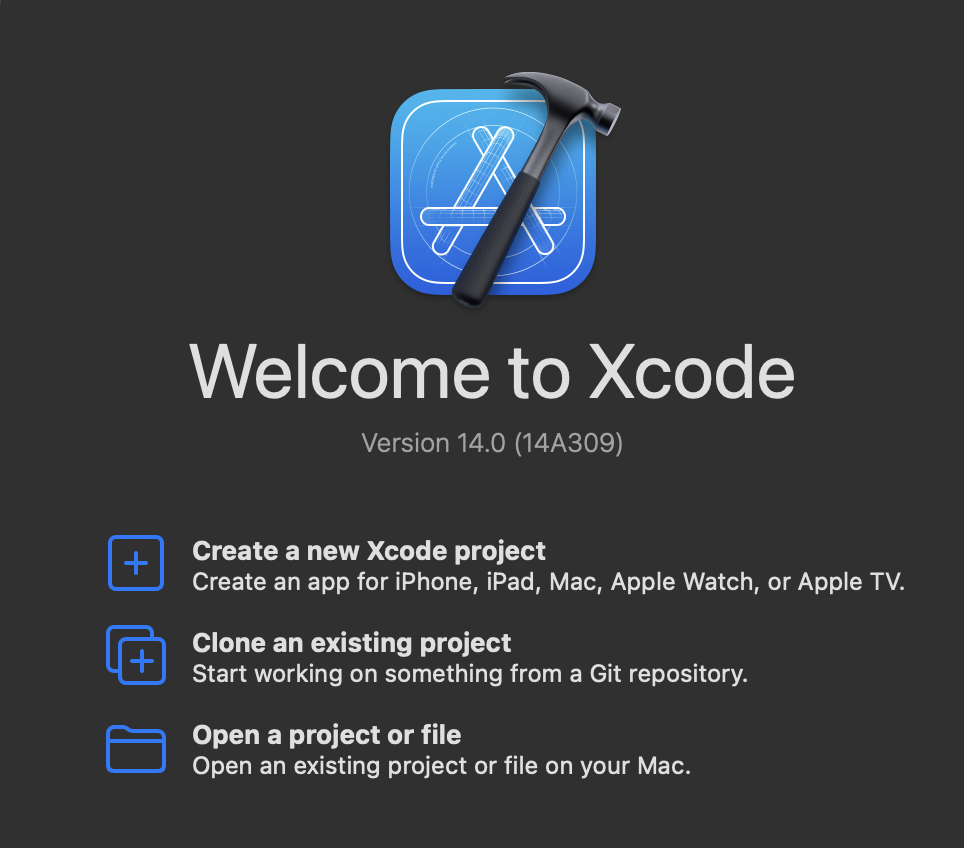 Welcome to Xcode
Version 14.0 (14A309)
Create a new Xcode project
Create an app for iPhone, iPad, Mac, Apple Watch, or Apple TV.
Clone an existing project
Start working on something from a Git repository.
Open a project or file
Open an existing project or file on your Mac.